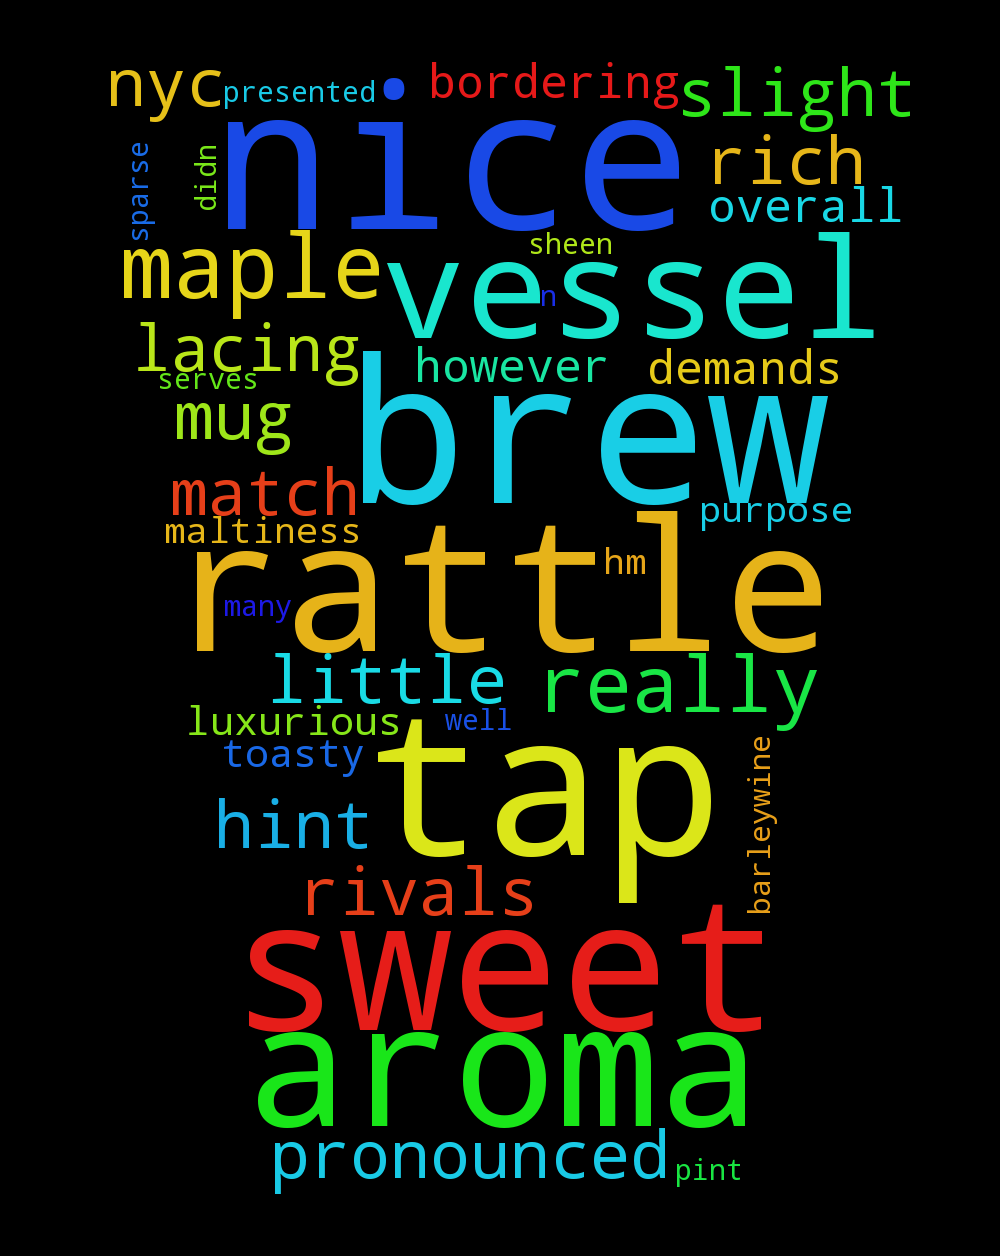 nyc presented bordering slight
nice
sparse
didn
rich
overall
maple
sheen
vessel
n
lacing
however
demands
serves
mug
brew
match
purpose
maltiness
rattle
hm
many
little
really
luxurious
well
toasty
tap
barleywine
hint
rivals
sweet
aroma
pronounced
pint